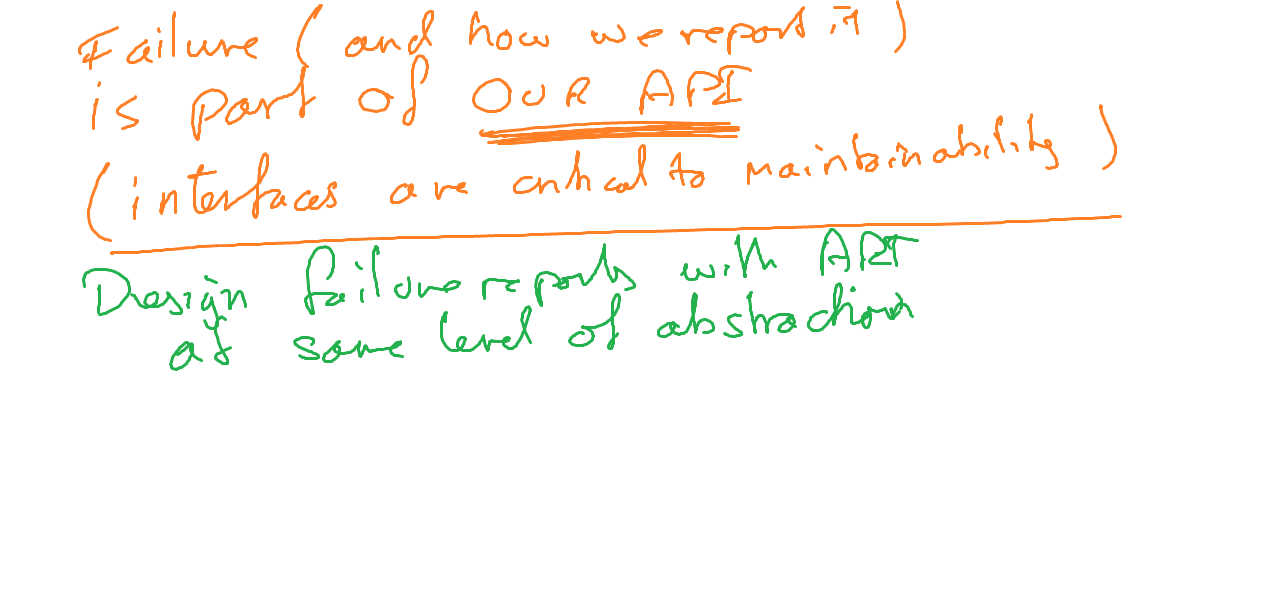 Failure (and how we report it)
is part of OUR API
(interfaces are critical to maintainability)
Design failure reports with API
at same level of abstraction